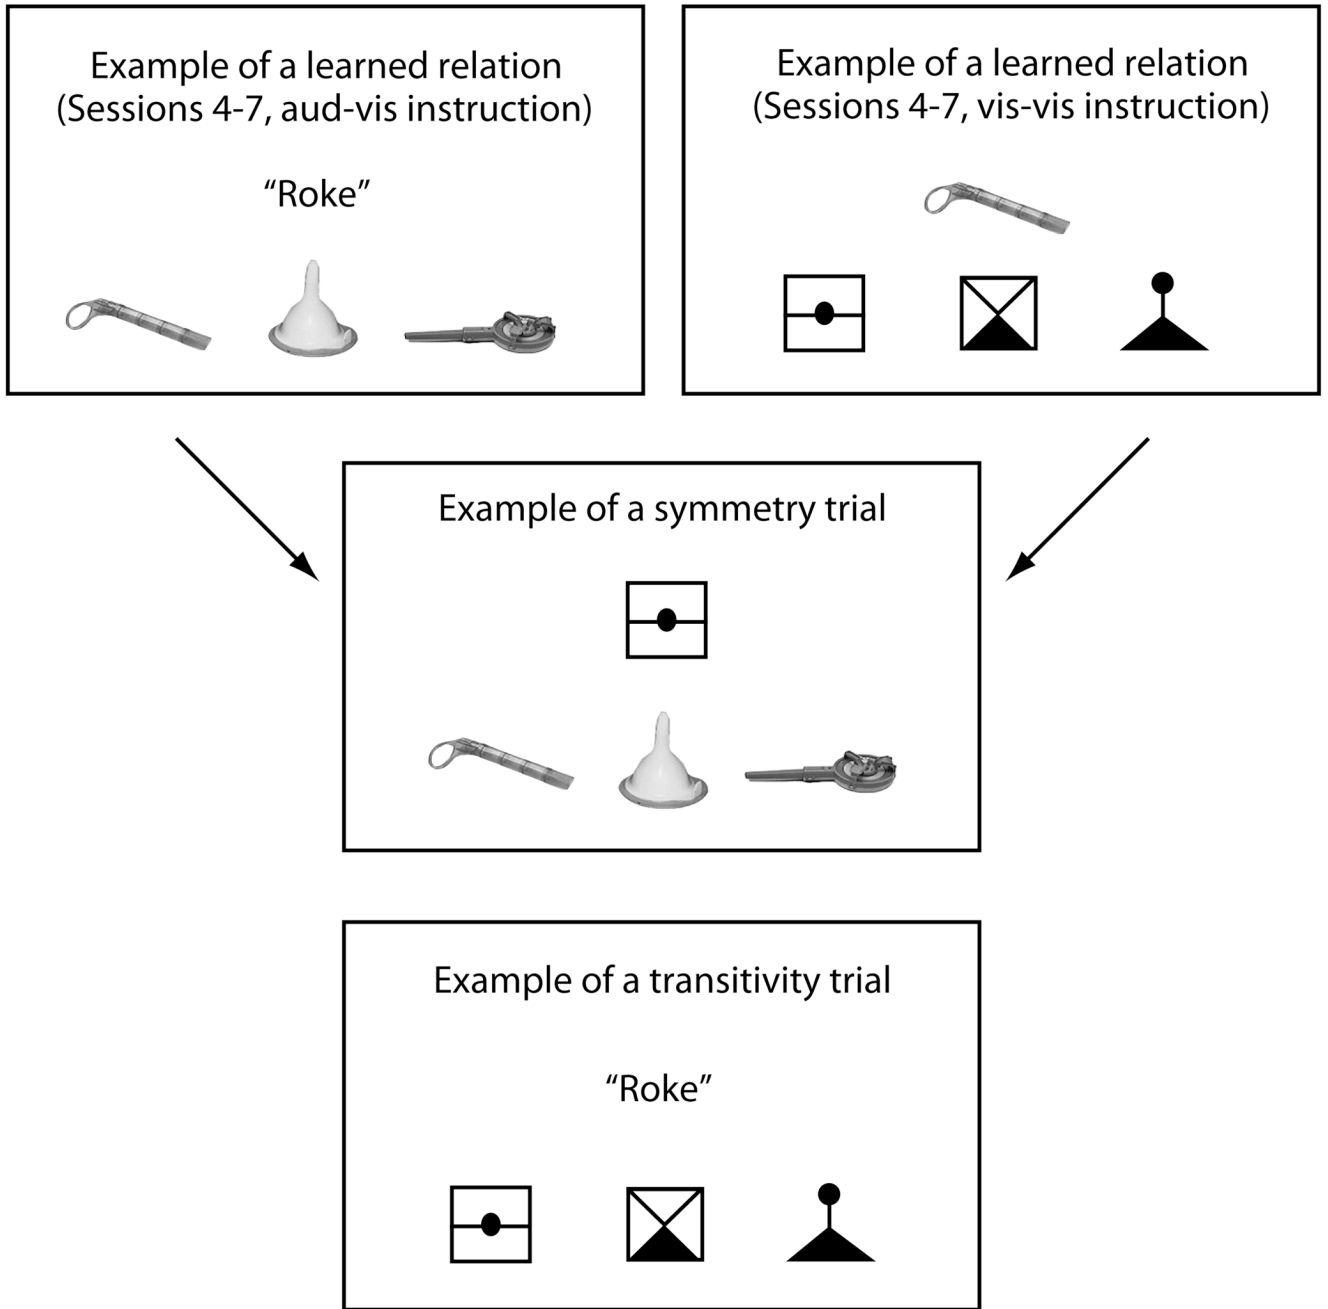 Example of a learned relation
(Sessions 4-7, aud-vis instruction)
“Roke”
Example of a learned relation
(Sessions 4-7, vis-vis instruction)
Example of a symmetry trial
Example of a transitivity trial
“Roke”